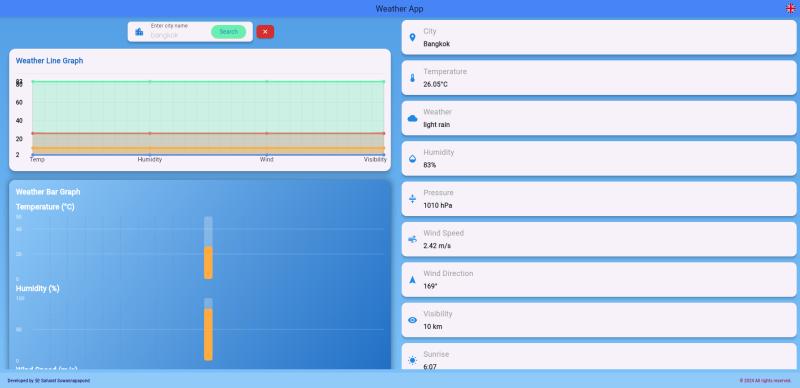 Weather App
Enter city name
bangkok
Search
Weather Line Graph
83
80
60
40
20
2
Temp
Humidity
Wind
Visibility
Weather Bar Graph
Temperature (°C)
50
40
20
0
Humidity (%)
100
50
0
Wind Speed (m/s)
City
Bangkok
Temperature
26.05°C
Weather
light rain
Humidity
83%
Pressure
1010 hPa
Wind Speed
2.42 m/s
Wind Direction
169°
Visibility
10 km
Sunrise
6:07
Developed by
© 2024 All rights reserved.